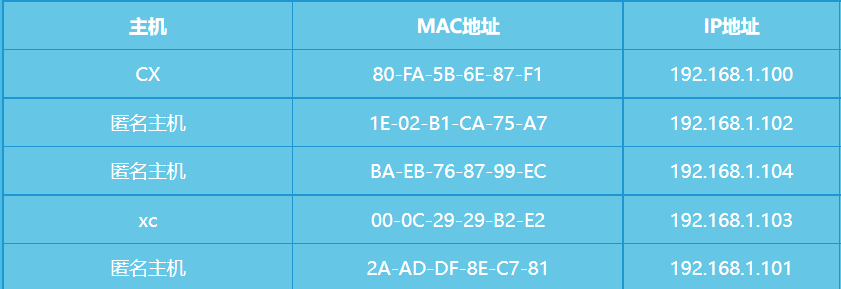 主机 MAC地址 IP地址
CX 80-FA-5B-6E-87-F1 192.168.1.100
匿名主机 1E-02-B1-CA-75-A7 192.168.1.102
匿名主机 BA-EB-76-87-99-EC 192.168.1.104
xc 00-0C-29-29-B2-E2 192.168.1.103
匿名主机 2A-AD-DF-8E-C7-81 192.168.1.101